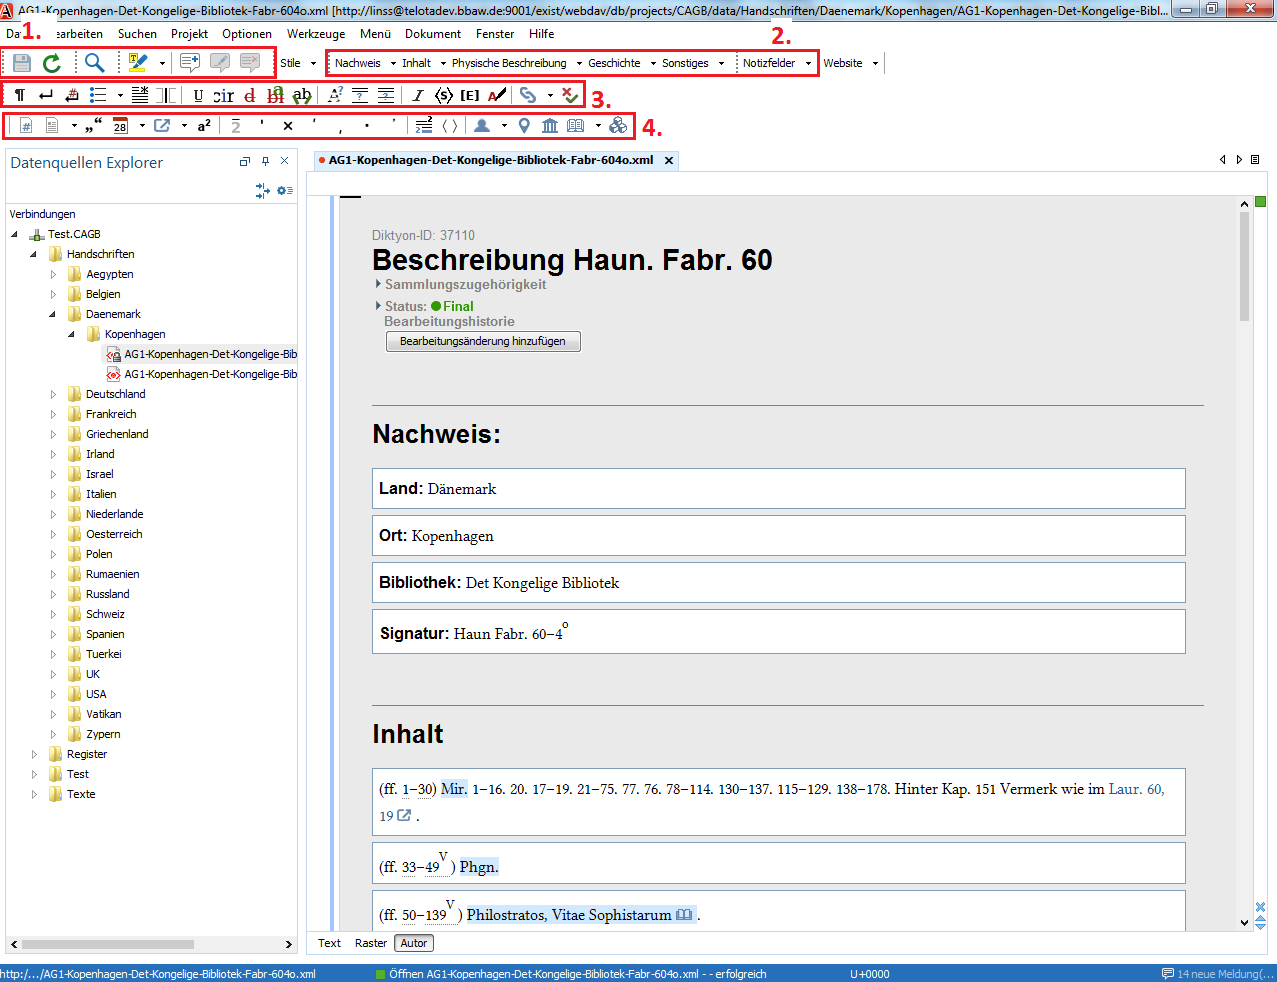 AG1-Kopenhagen-Det-Kongelige-Bibliotek-Fabr-604o.xml [http://linss@telotadev.bbaw.de:9001/exist/webdav/db/projects/CAGB/data/Handschriften/Daenemark/Kopenhagen/AG1-Kopenhagen-Det-Kongelige-Bibl...
1.
Suchen Projekt Optionen Werkzeuge Menü Dokument Fenster Hilfe
2.
Stile Nachweis Inhalt Physische Beschreibung Geschichte Sonstiges Notizfelder Website
3.
4.
Datenquellen Explorer
AG1-Kopenhagen-Det-Kongelige-Bibliotek-Fabr-604o.xml
Verbindungen
Test.CAGB
Handschriften
Aegypten
Belgien
Daenemark
Kopenhagen
AG1-Kopenhagen-Det-Kongelige-Bib
AG1-Kopenhagen-Det-Kongelige-Bib
Deutschland
Frankreich
Griechenland
Irland
Israel
Italien
Niederlande
Oesterreich
Polen
Rumaenien
Russland
Schweiz
Spanien
Tuerkei
UK
USA
Vatikan
Zypern
Register
Test
Texte
Diktyon-ID: 37110
Beschreibung Haun. Fabr. 60
Sammlungszugehörigkeit
Status: Final
Bearbeitungshistorie
Bearbeitungsänderung hinzufügen
Nachweis:
Land: Dänemark
Ort: Kopenhagen
Bibliothek: Det Kongelige Bibliotek
Signatur: Haun Fabr. 60–4º
Inhalt
(ff. 1–30) Mir. 1–16. 20. 17–19. 21–75. 77. 76. 78–114. 130–137. 115–129. 138–178. Hinter Kap. 151 Vermerk wie im Laur. 60,
19 .
(ff. 33–49V) Phgn.
(ff. 50–139V) Philostratos, Vitae Sophistarum .
Text Raster Autor
http:/.../AG1-Kopenhagen-Det-Kongelige-Bibliotek-Fabr-604o.xml Öffnen AG1-Kopenhagen-Det-Kongelige-Bibliotek-Fabr-604o.xml - - erfolgreich U+0000 14 neue Meldung(...